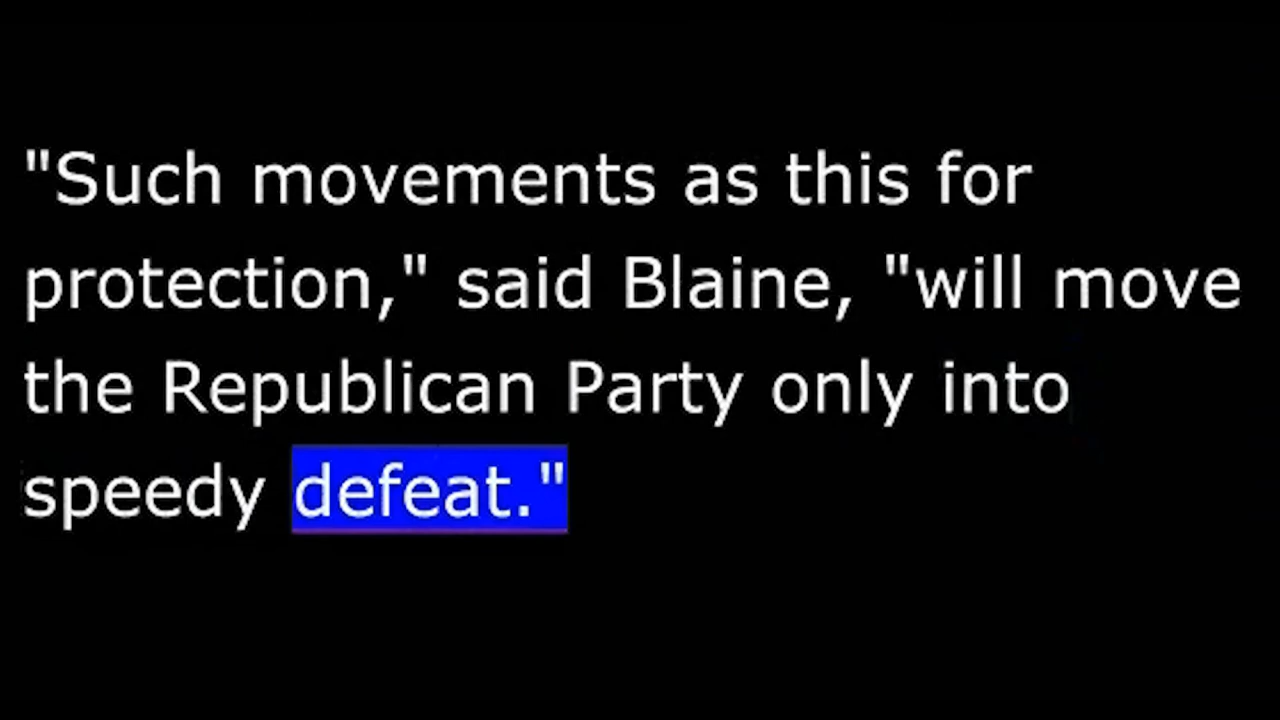 "Such movements as this for
protection," said Blaine, "will move
the Republican Party only into
speedy defeat."